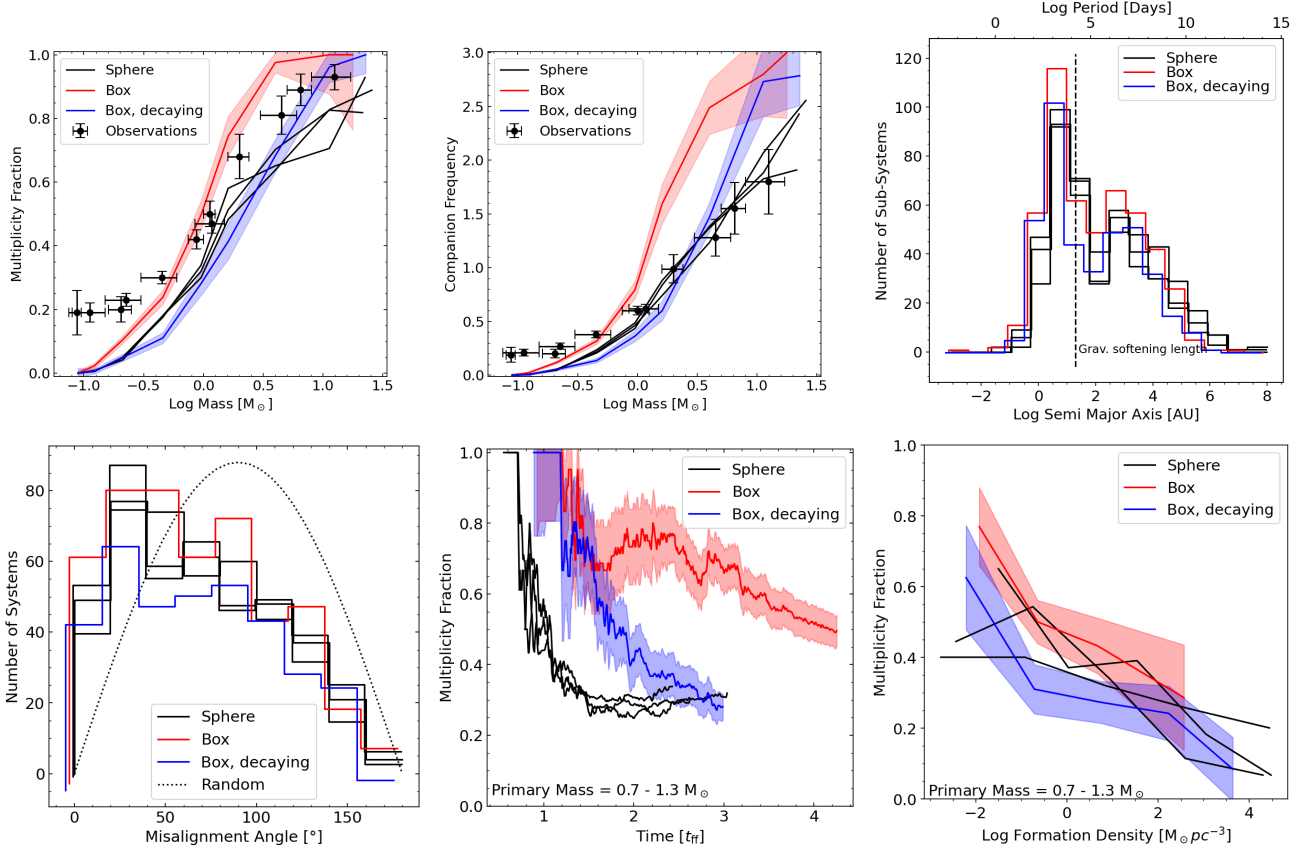 Log Period [Days]
0 5 10 15
1.0
0.8
0.6
0.4
0.2
0.0
Multiplicity Fraction
Sphere
Box
Box, decaying
Observations
−1.0 −0.5 0.0 0.5 1.0 1.5
Log Mass [M⊙]
3.0
2.5
2.0
1.5
1.0
0.5
0.0
Companion Frequency
Sphere
Box
Box, decaying
Observations
−1.0 −0.5 0.0 0.5 1.0 1.5
Log Mass [M⊙]
120
100
80
60
40
20
0
Number of Sub-Systems
Sphere
Box
Box, decaying
Grav. softening length
−2 0 2 4 6 8
Log Semi Major Axis [AU]
80
60
40
20
0
Number of Systems
Sphere
Box
Box, decaying
Random
0 50 100 150
Misalignment Angle [°]
1.0
0.8
0.6
0.4
0.2
0.0
Multiplicity Fraction
Sphere
Box
Box, decaying
Primary Mass = 0.7 - 1.3 M⊙
1 2 3 4
Time [tff]
1.0
0.8
0.6
0.4
0.2
0.0
Multiplicity Fraction
Sphere
Box
Box, decaying
Primary Mass = 0.7 - 1.3 M⊙
−2 0 2 4
Log Formation Density [M⊙pc⁻³]